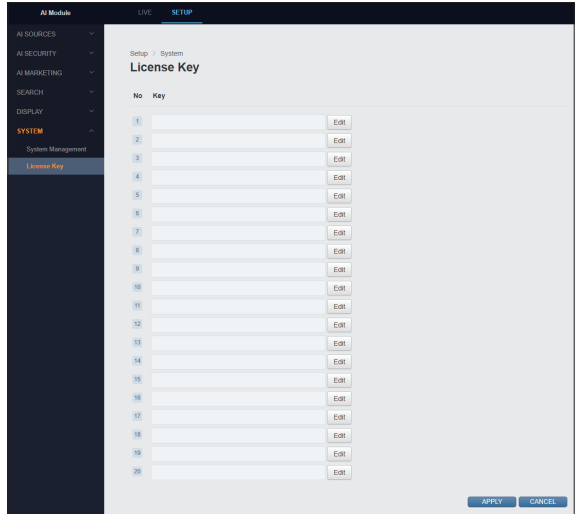 AI Module
LIVE SETUP
AI SOURCES
AI SECURITY
AI MARKETING
SEARCH
DISPLAY
SYSTEM
System Management
License Key
Setup > System
License Key
No Key
1 Edit
2 Edit
3 Edit
4 Edit
5 Edit
6 Edit
7 Edit
8 Edit
9 Edit
10 Edit
11 Edit
12 Edit
13 Edit
14 Edit
15 Edit
16 Edit
17 Edit
18 Edit
19 Edit
20 Edit
APPLY CANCEL